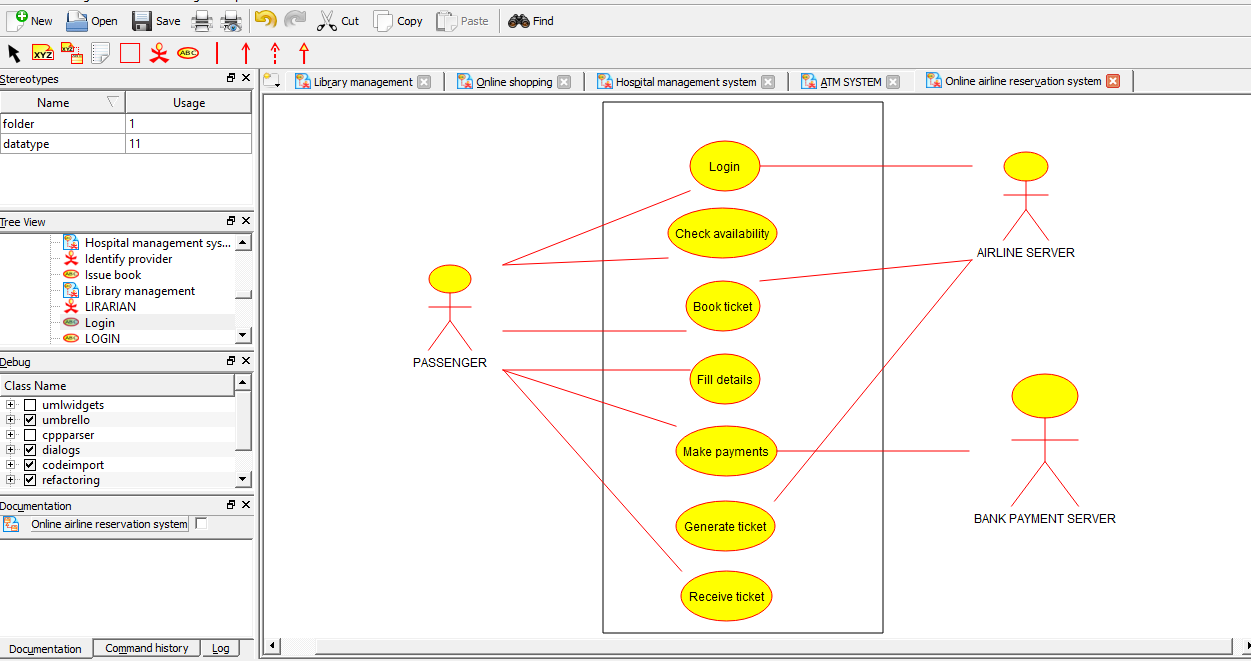 New Open Save Cut Copy Paste Find
XYZ XYZ ABC
Stereotypes
Name Usage
folder 1
datatype 11
Tree View
Hospital management sys...
Identify provider
Issue book
Library management
LIRARIAN
Login
LOGIN
Debug
Class Name
umlwidgets
umbrello
cppparser
dialogs
codeimport
refactoring
Documentation
Online airline reservation system
Documentation Command history Log
Library management Online shopping Hospital management system ATM SYSTEM Online airline reservation system
Login
Check availability
Book ticket
Fill details
Make payments
Generate ticket
Receive ticket
PASSENGER
AIRLINE SERVER
BANK PAYMENT SERVER